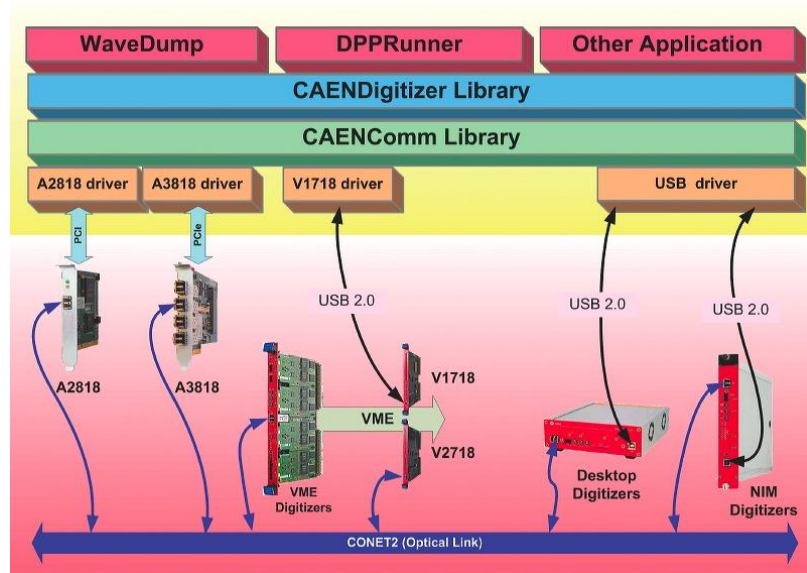 WaveDump
DPPRunner
Other Application
CAENDigitizer Library
CAENComm Library
A2818 driver
A3818 driver
V1718 driver
USB driver
PCI
PCIe
USB 2.0
USB 2.0
USB 2.0
A2818
A3818
V1718
VME
V2718
VME
Digitizers
Desktop
Digitizers
NIM
Digitizers
CONET2 (Optical Link)